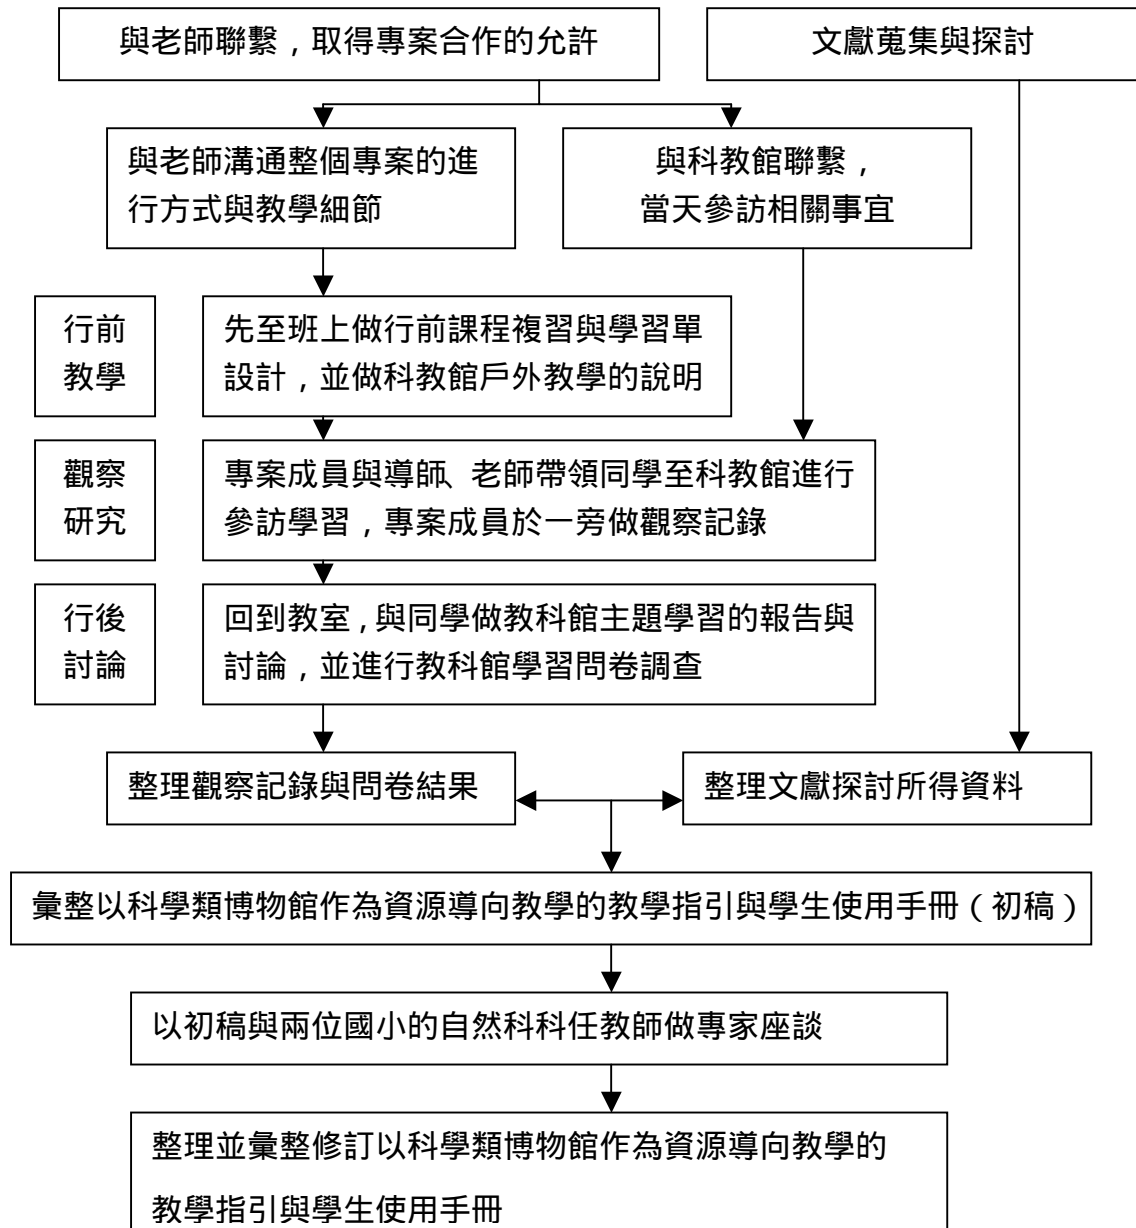 與老師聯繫，取得專案合作的允許
文獻蒐集與探討
與老師溝通整個專案的進
行方式與教學細節
與科教館聯繫，
當天參訪相關事宜
行前
教學
先至班上做行前課程複習與學習單
設計，並做科教館戶外教學的說明
觀察
研究
專案成員與導師、老師帶領同學至科教館進行
參訪學習，專案成員於一旁做觀察記錄
行後
討論
回到教室，與同學做教科館主題學習的報告與
討論，並進行教科館學習問卷調查
整理觀察記錄與問卷結果
整理文獻探討所得資料
彙整以科學類博物館作為資源導向教學的教學指引與學生使用手冊（初稿）
以初稿與兩位國小的自然科科任教師做專家座談
整理並彙整修訂以科學類博物館作為資源導向教學的
教學指引與學生使用手冊